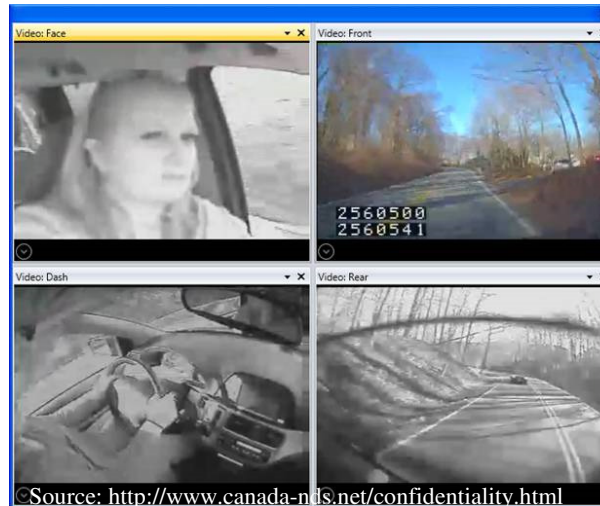 Video: Face
Video: Front
2560500
2560541
Video: Dash
Video: Rear
Source: http://www.canada-nds.net/confidentiality.html